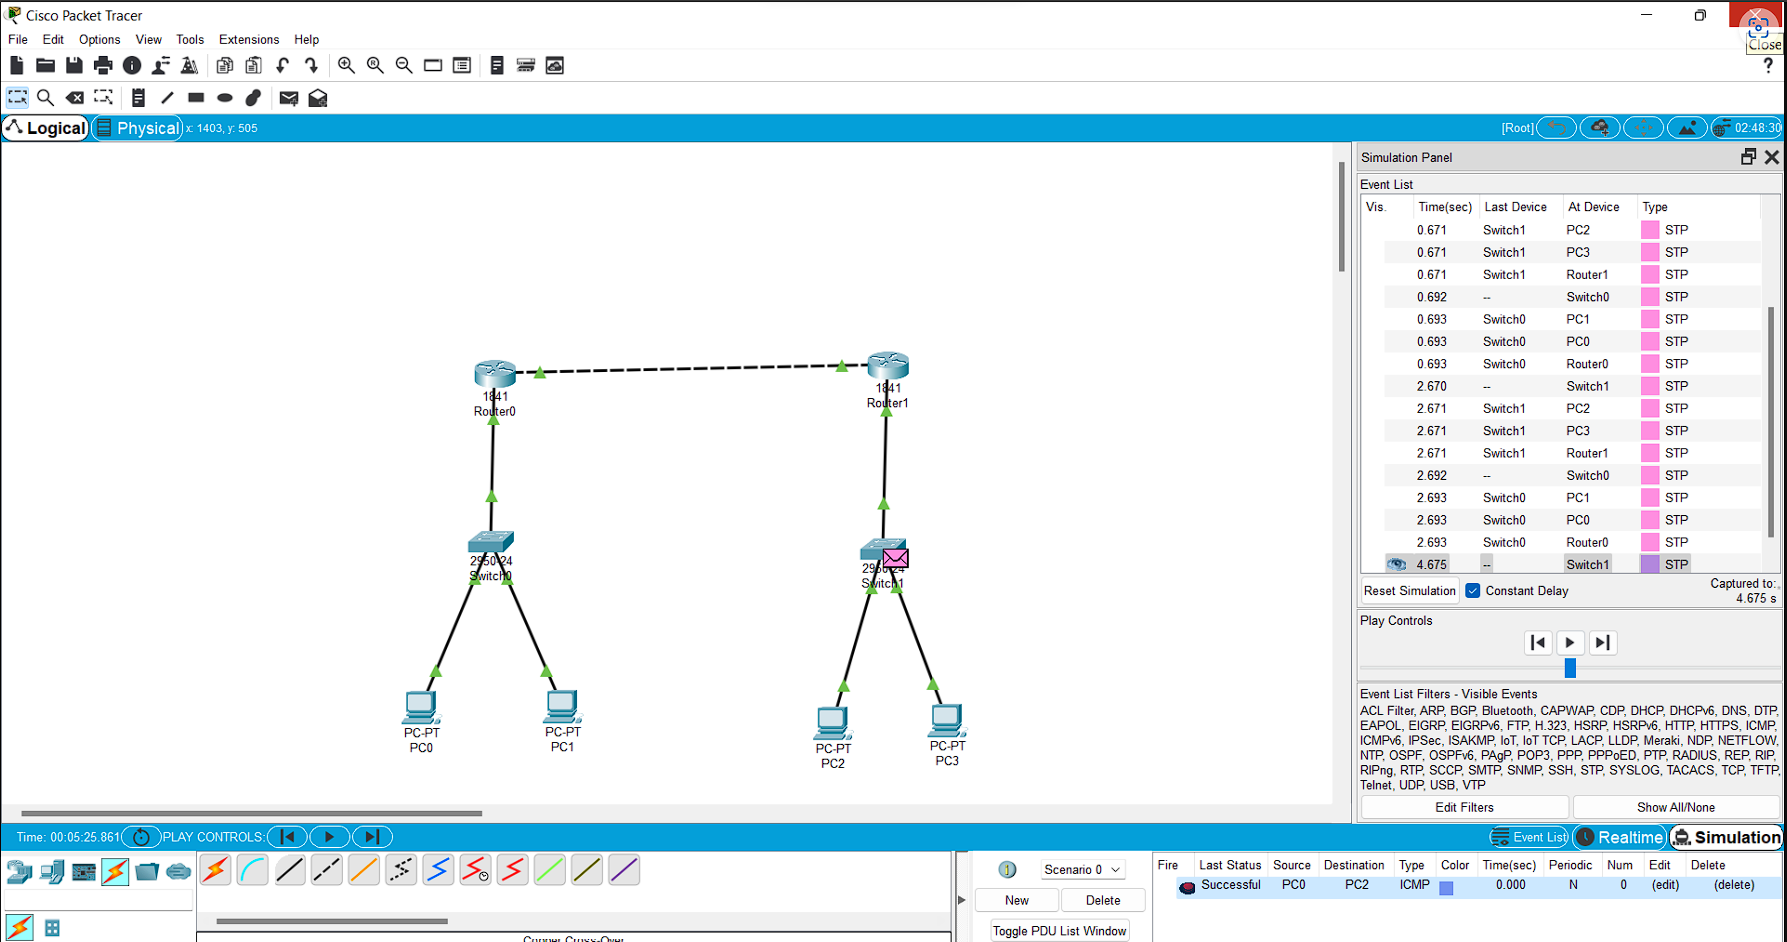 Cisco Packet Tracer
Close
File Edit Options View Tools Extensions Help
?
Logical Physical x: 1403, y: 505 [Root] 02:48:30
Simulation Panel
Event List
Vis. Time(sec) Last Device At Device Type
0.671 Switch1 PC2 STP
0.671 Switch1 PC3 STP
0.671 Switch1 Router1 STP
0.692 -- Switch0 STP
0.693 Switch0 PC1 STP
0.693 Switch0 PC0 STP
0.693 Switch0 Router0 STP
2.670 -- Switch1 STP
2.671 Switch1 PC2 STP
2.671 Switch1 PC3 STP
2.671 Switch1 Router1 STP
2.692 -- Switch0 STP
2.693 Switch0 PC1 STP
2.693 Switch0 PC0 STP
2.693 Switch0 Router0 STP
4.675 -- Switch1 STP
Reset Simulation Constant Delay Captured to:
4.675 s
Play Controls
Event List Filters - Visible Events
ACL Filter, ARP, BGP, Bluetooth, CAPWAP, CDP, DHCP, DHCPv6, DNS, DTP,
EAPOL, EIGRP, EIGRPv6, FTP, H.323, HSRP, HSRPv6, HTTP, HTTPS, ICMP,
ICMPv6, IPSec, ISAKMP, IoT, IoT TCP, LACP, LLDP, Meraki, NDP, NETFLOW,
NTP, OSPF, OSPFv6, PAgP, POP3, PPP, PPPoED, PTP, RADIUS, REP, RIP,
RIPng, RTP, SCCP, SMTP, SNMP, SSH, STP, SYSLOG, TACACS, TCP, TFTP,
Telnet, UDP, USB, VTP
Edit Filters Show All/None
1841
Router0
1841
Router1
2950-24
Switch0
2950-24
Switch1
PC-PT
PC0
PC-PT
PC1
PC-PT
PC2
PC-PT
PC3
Time: 00:05:25.861 PLAY CONTROLS: Event List Realtime Simulation
Scenario 0
New Delete
Toggle PDU List Window
Fire Last Status Source Destination Type Color Time(sec) Periodic Num Edit Delete
Successful PC0 PC2 ICMP 0.000 N 0 (edit) (delete)
Copper Cross-Over